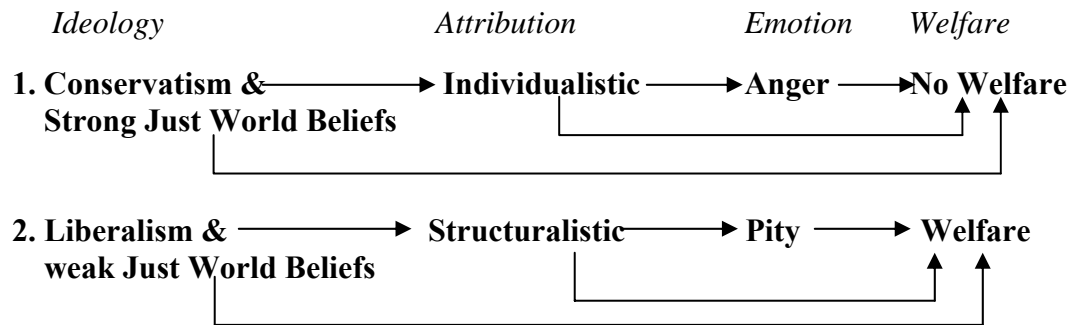 Ideology Attribution Emotion Welfare
1. Conservatism & Individualistic Anger No Welfare
Strong Just World Beliefs
2. Liberalism & Structuralistic Pity Welfare
weak Just World Beliefs